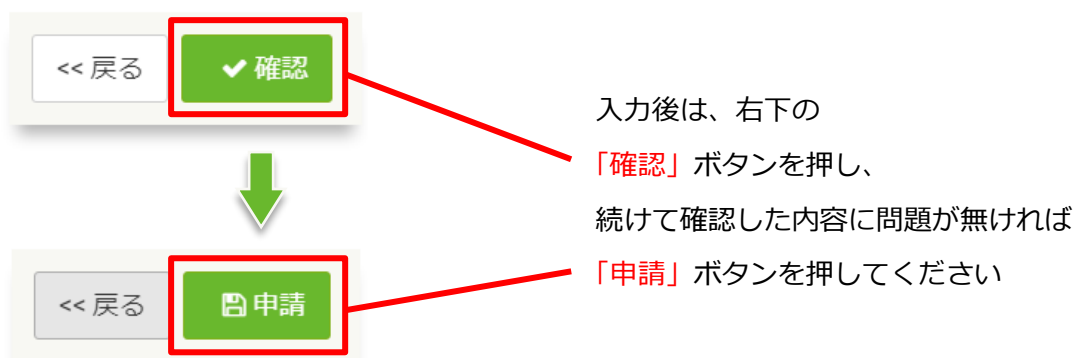 << 戻る
確認
入力後は、右下の
「確認」ボタンを押し、
続けて確認した内容に問題が無ければ
「申請」ボタンを押してください
<< 戻る
申請